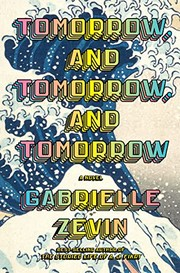 TOMORROW,
AND
TOMORROW,
AND
TOMORROW
A NOVEL
GABRIELLE
ZEVIN
BEST-SELLING AUTHOR OF
THE STORIED LIFE OF A. J. FIKRY